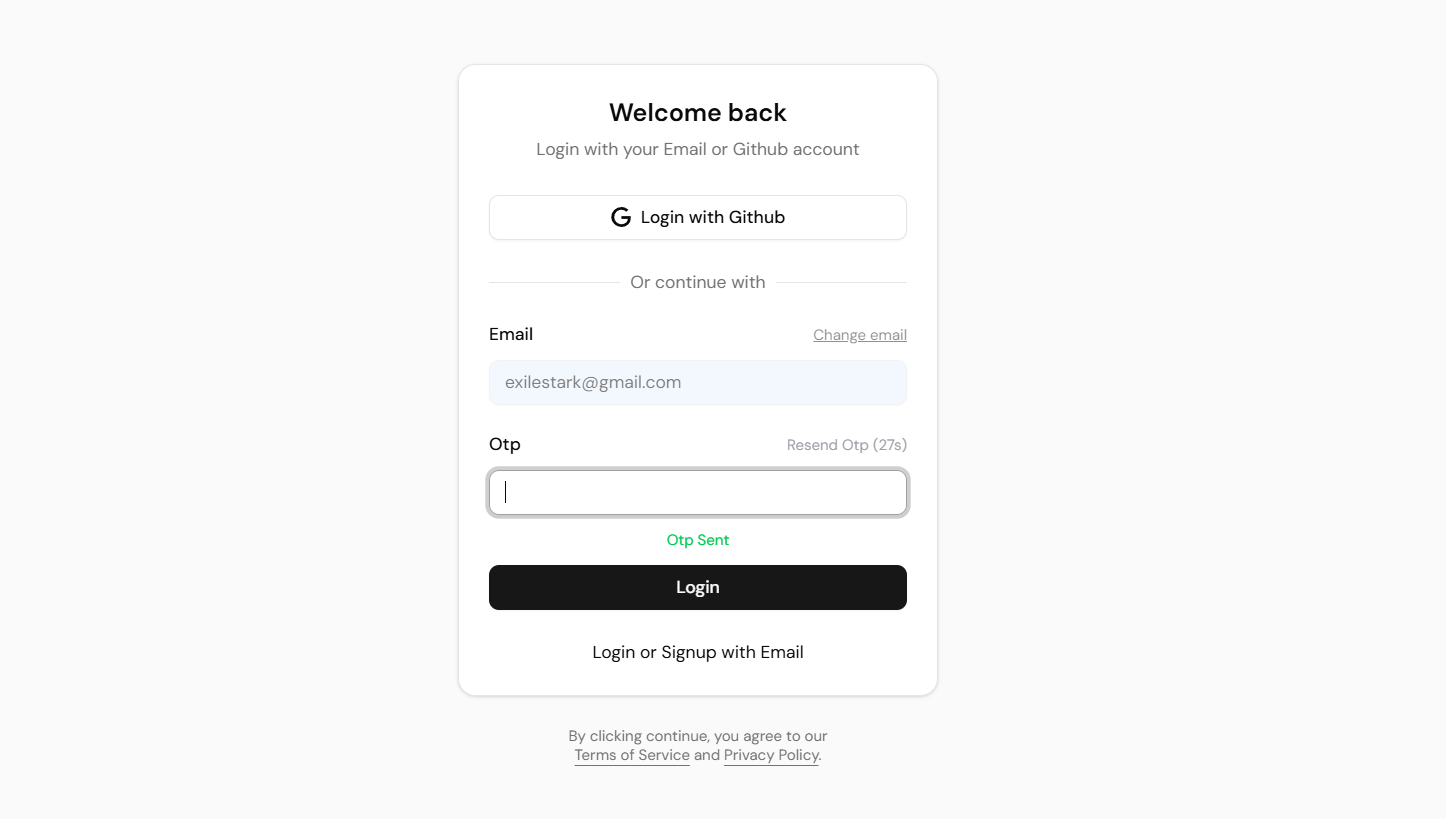 Welcome back
Login with your Email or Github account
Login with Github
Or continue with
Email
Change email
exilestark@gmail.com
Otp
Resend Otp (27s)
Otp Sent
Login
Login or Signup with Email
By clicking continue, you agree to our
Terms of Service and Privacy Policy.